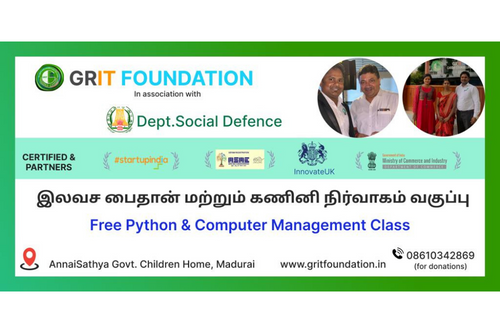 GRIT FOUNDATION
In association with
Dept.Social Defence
CERTIFIED &
PARTNERS
#startupindia
InnovateUK
Ministry of Commerce and Industry
இலவச பைதான் மற்றும் கணினி நிர்வாகம் வகுப்பு
Free Python & Computer Management Class
AnnaiSathya Govt. Children Home, Madurai
www.gritfoundation.in
08610342869
(for donations)